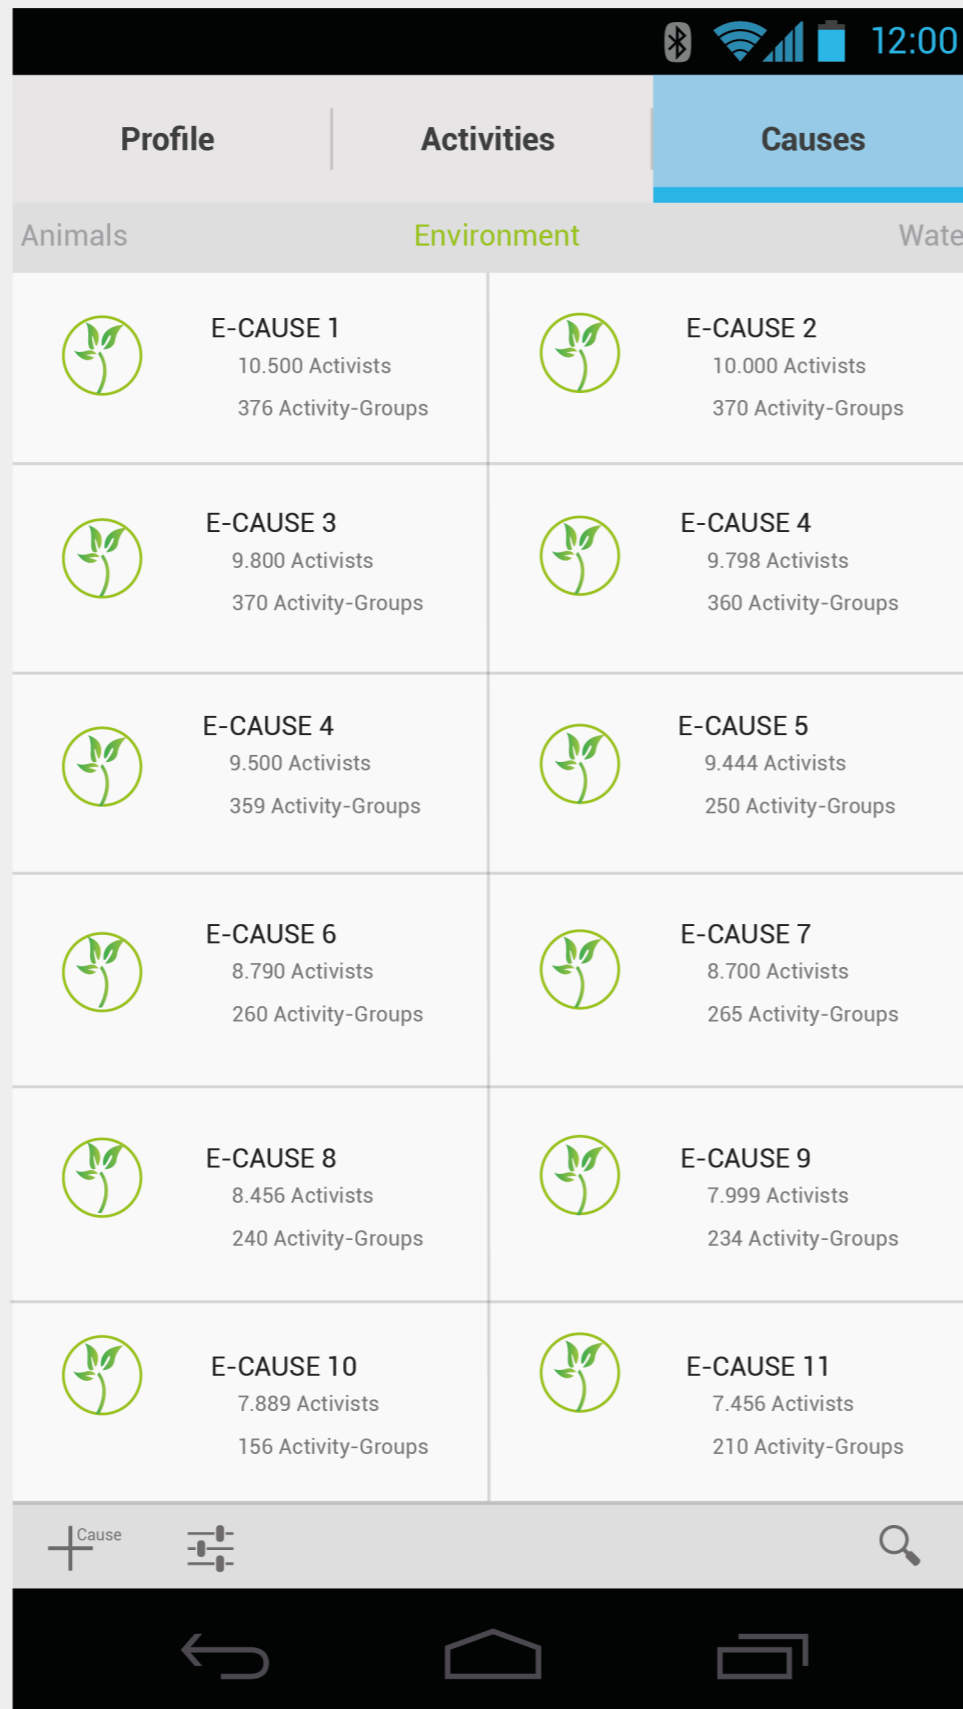 12:00
Profile Activities Causes
Animals Environment Wate
E-CAUSE 1
10.500 Activists
376 Activity-Groups
E-CAUSE 2
10.000 Activists
370 Activity-Groups
E-CAUSE 3
9.800 Activists
370 Activity-Groups
E-CAUSE 4
9.798 Activists
360 Activity-Groups
E-CAUSE 4
9.500 Activists
359 Activity-Groups
E-CAUSE 5
9.444 Activists
250 Activity-Groups
E-CAUSE 6
8.790 Activists
260 Activity-Groups
E-CAUSE 7
8.700 Activists
265 Activity-Groups
E-CAUSE 8
8.456 Activists
240 Activity-Groups
E-CAUSE 9
7.999 Activists
234 Activity-Groups
E-CAUSE 10
7.889 Activists
156 Activity-Groups
E-CAUSE 11
7.456 Activists
210 Activity-Groups
Cause